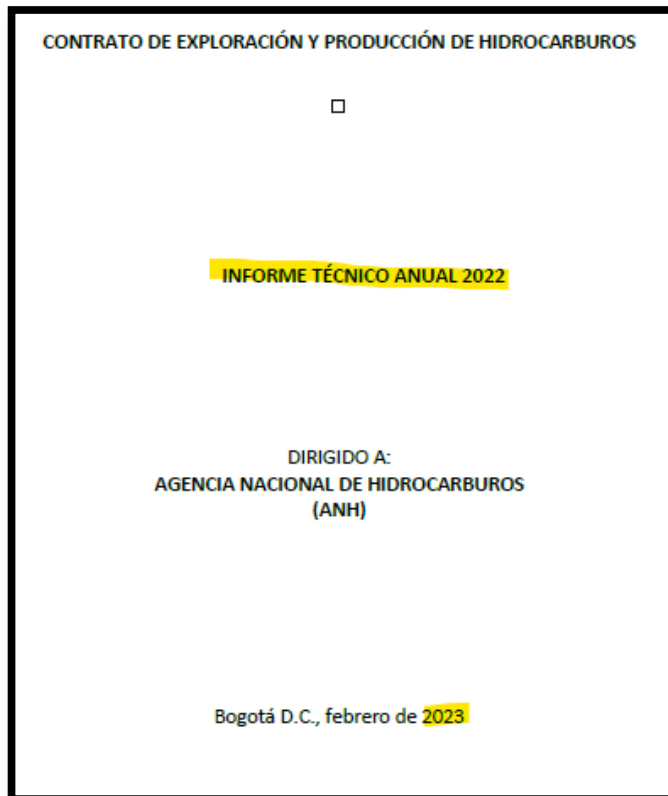 CONTRATO DE EXPLORACIÓN Y PRODUCCIÓN DE HIDROCARBUROS
INFORME TÉCNICO ANUAL 2022
DIRIGIDO A:
AGENCIA NACIONAL DE HIDROCARBUROS
(ANH)
Bogotá D.C., febrero de 2023